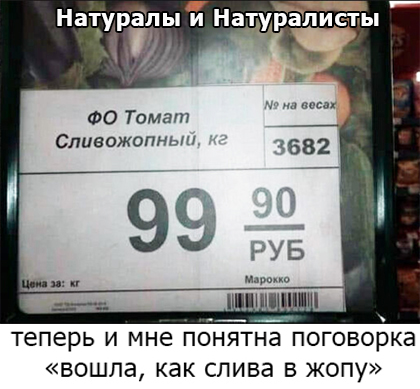 Натуралы и Натуралисты
ФО Томат
Сливожопный, кг
№ на весах
3682
99 90
РУБ
Цена за: кг
Марокко
теперь и мне понятна поговорка
«вошла, как слива в жопу»